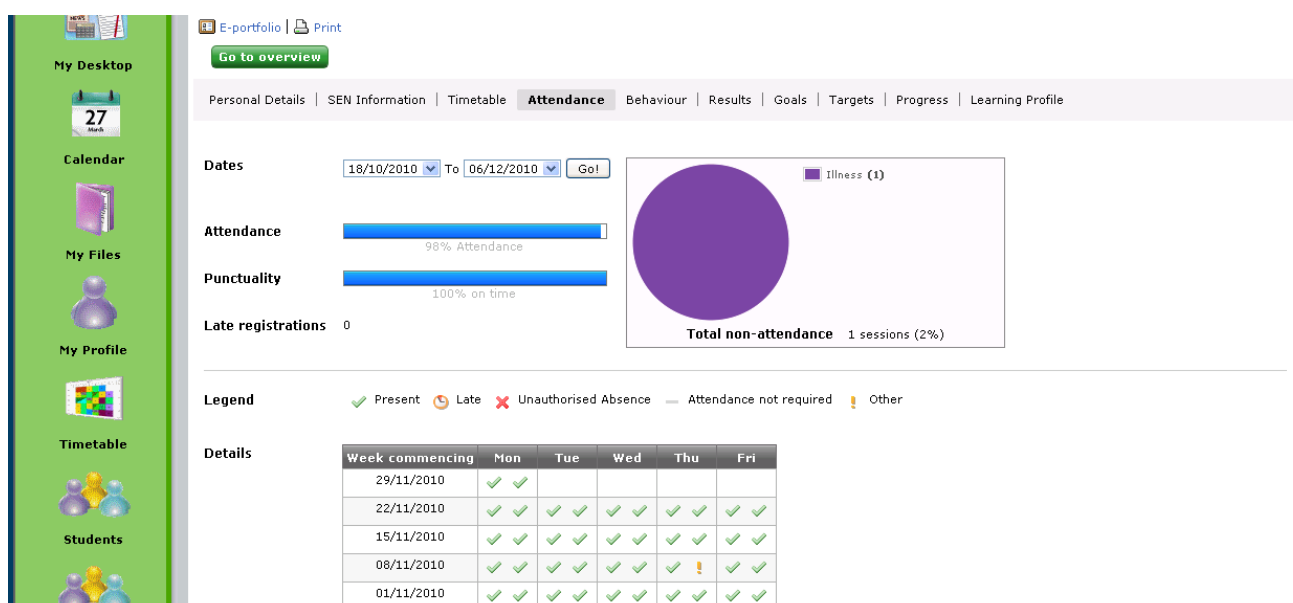 NEWS
My Desktop
27
March
Calendar
My Files
My Profile
Timetable
Students
E-portfolio | Print
Go to overview
Personal Details | SEN Information | Timetable Attendance Behaviour | Results | Goals | Targets | Progress | Learning Profile
Dates 18/10/2010 To 06/12/2010 Go!
Attendance
98% Attendance
Punctuality
100% on time
Late registrations 0
Illness (1)
Total non-attendance 1 sessions (2%)
Legend Present Late Unauthorised Absence Attendance not required Other
Details
Week commencing Mon Tue Wed Thu Fri
29/11/2010
22/11/2010
15/11/2010
08/11/2010
01/11/2010